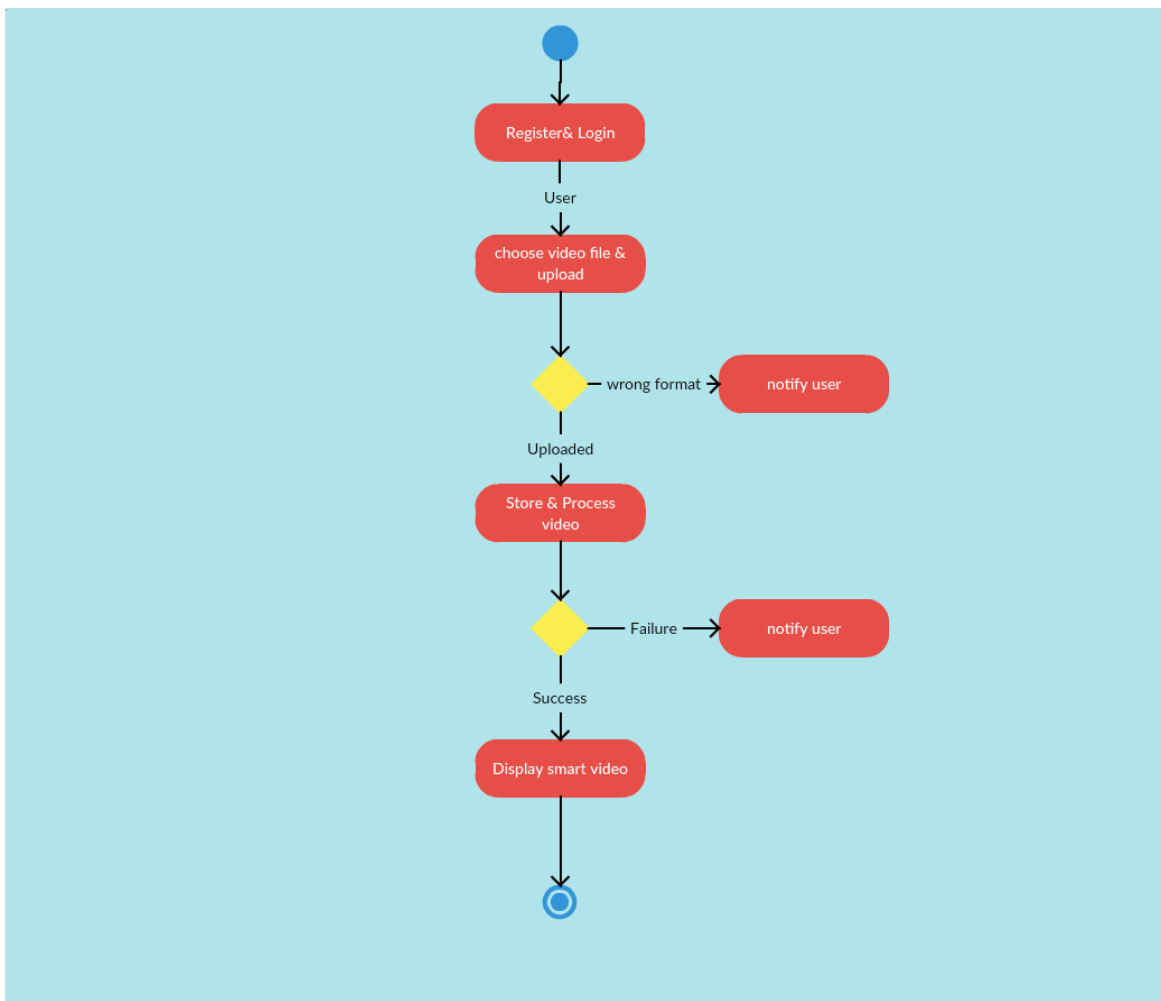 Register& Login
User
choose video file &
upload
wrong format
notify user
Uploaded
Store & Process
video
Failure
notify user
Success
Display smart video